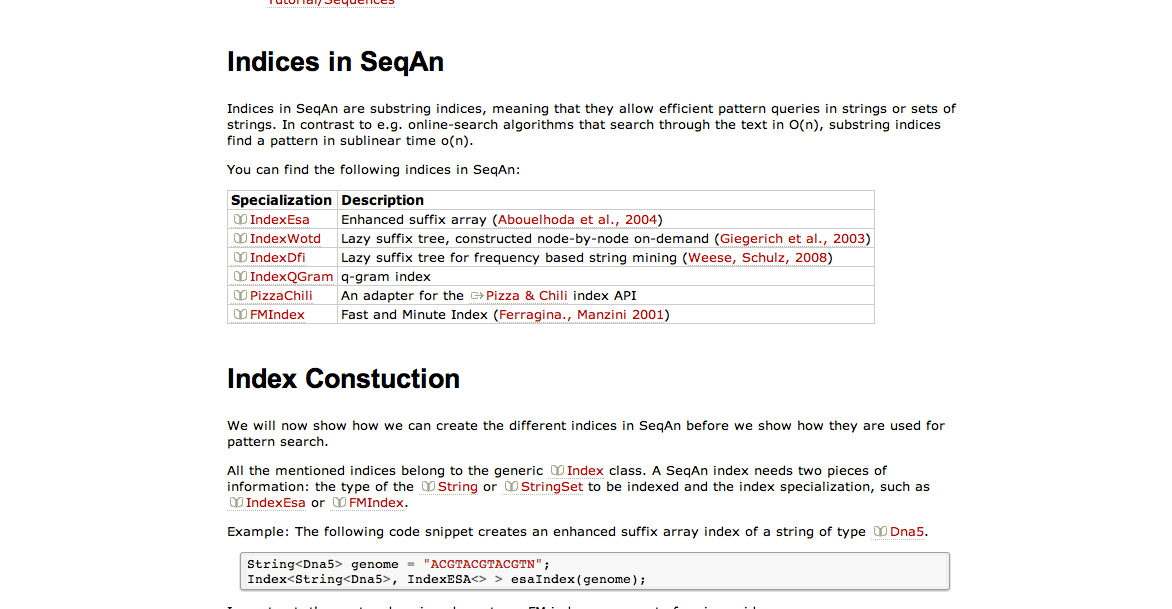 Tutorial/Sequences
Indices in SeqAn
Indices in SeqAn are substring indices, meaning that they allow efficient pattern queries in strings or sets of
strings. In contrast to e.g. online-search algorithms that search through the text in O(n), substring indices
find a pattern in sublinear time o(n).
You can find the following indices in SeqAn:
Specialization Description
IndexEsa Enhanced suffix array (Abouelhoda et al., 2004)
IndexWotd Lazy suffix tree, constructed node-by-node on-demand (Giegerich et al., 2003)
IndexDfi Lazy suffix tree for frequency based string mining (Weese, Schulz, 2008)
IndexQGram q-gram index
PizzaChili An adapter for the Pizza & Chili index API
FMIndex Fast and Minute Index (Ferragina., Manzini 2001)
Index Constuction
We will now show how we can create the different indices in SeqAn before we show how they are used for
pattern search.
All the mentioned indices belong to the generic Index class. A SeqAn index needs two pieces of
information: the type of the String or StringSet to be indexed and the index specialization, such as
IndexEsa or FMIndex.
Example: The following code snippet creates an enhanced suffix array index of a string of type Dna5.
String<Dna5> genome = "ACGTACGTACGTN";
Index<String<Dna5>, IndexESA<> > esaIndex(genome);